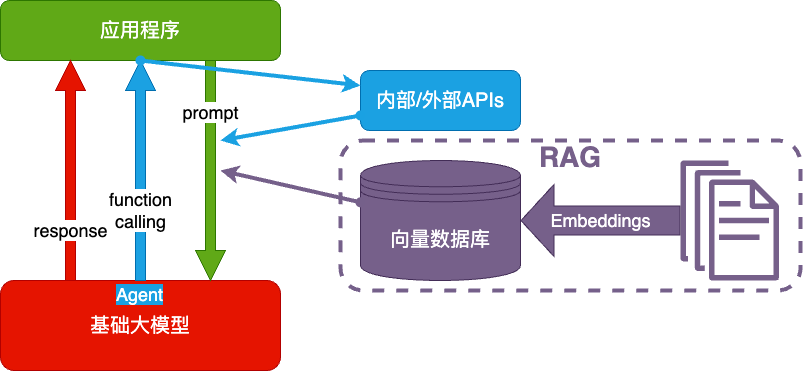 应用程序
内部/外部APIs
prompt
RAG
function
calling
response
向量数据库
Embeddings
Agent
基础大模型